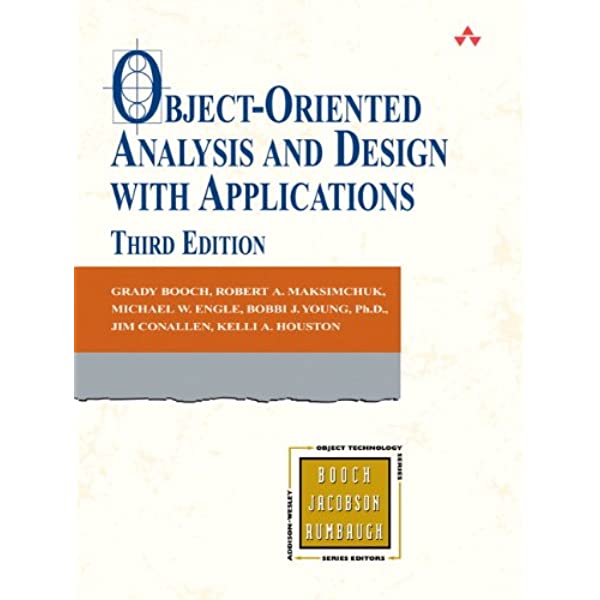 OBJECT-ORIENTED
ANALYSIS AND DESIGN
WITH APPLICATIONS
THIRD EDITION
GRADY BOOCH, ROBERT A. MAKSIMCHUK,
MICHAEL W. ENGLE, BOBBI J. YOUNG, Ph.D.,
JIM CONALLEN, KELLI A. HOUSTON
OBJECT TECHNOLOGY
SERIES
BOOCH
JACOBSON
RUMBAUGH
ADDISON-WESLEY
SERIES EDITORS